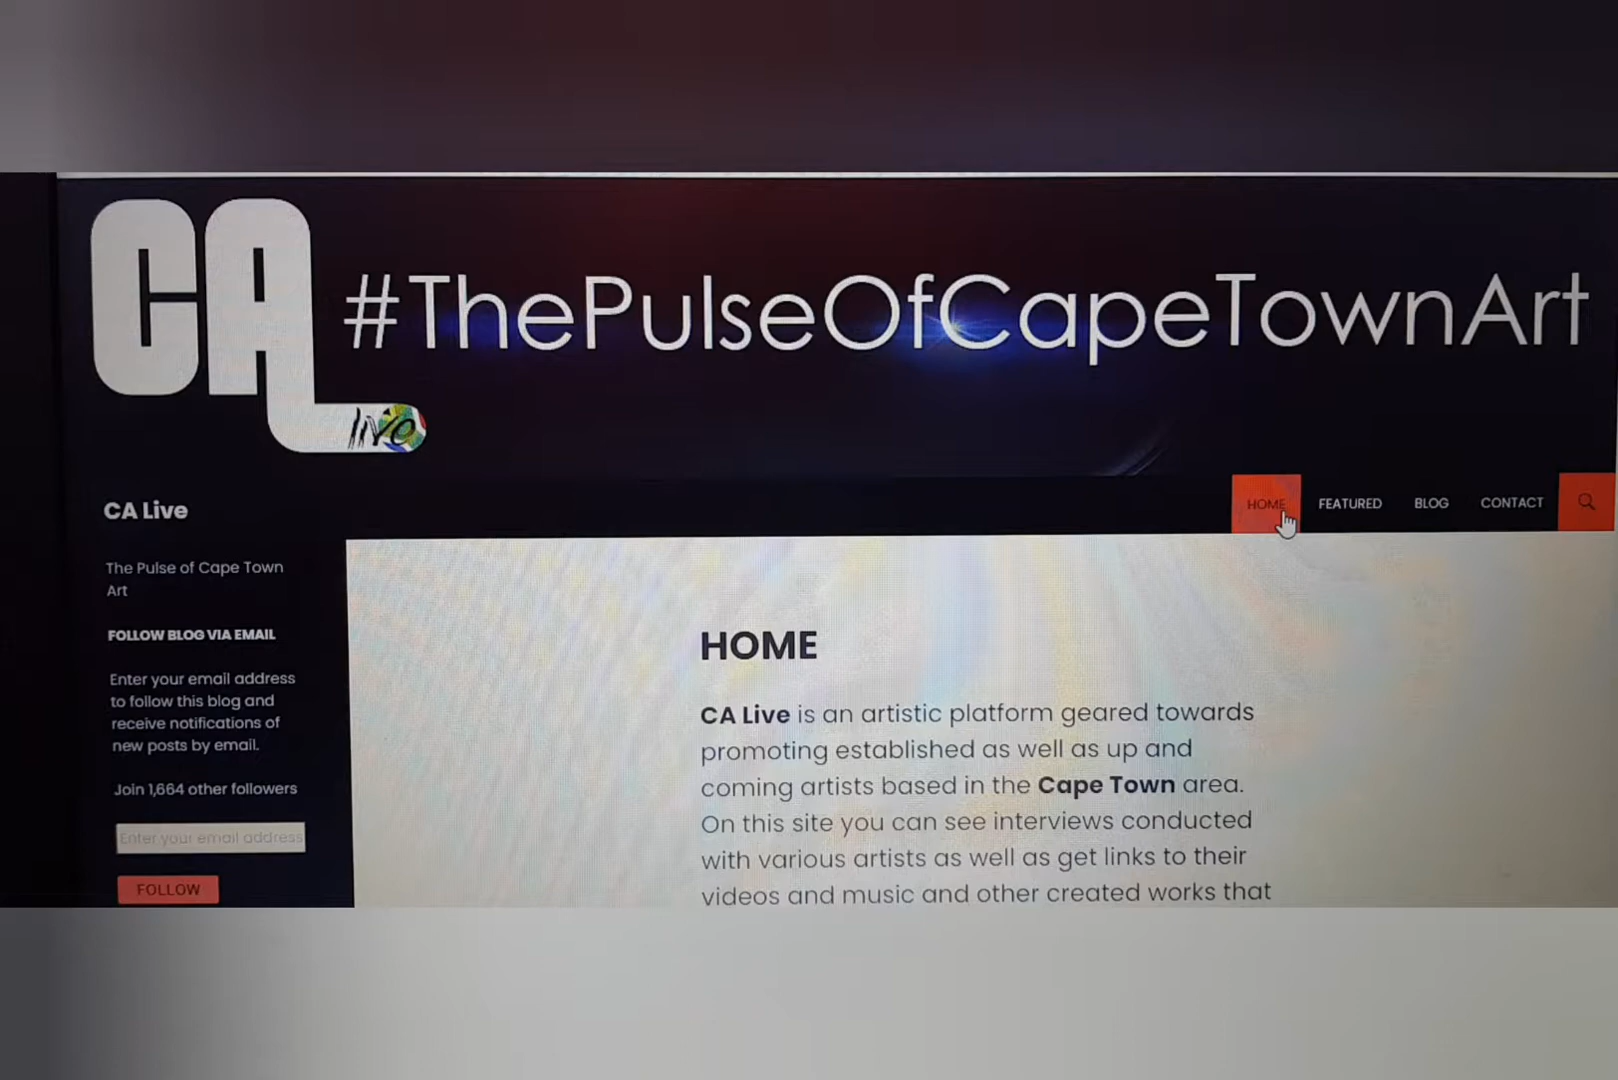 CA
live
#ThePulseOfCapeTownArt
HOME
FEATURED
BLOG
CONTACT
CA Live
The Pulse of Cape Town
Art
FOLLOW BLOG VIA EMAIL
Enter your email address
to follow this blog and
receive notifications of
new posts by email.
Join 1,664 other followers
Enter your email address
FOLLOW
HOME
CA Live is an artistic platform geared towards
promoting established as well as up and
coming artists based in the Cape Town area.
On this site you can see interviews conducted
with various artists as well as get links to their
videos and music and other created works that